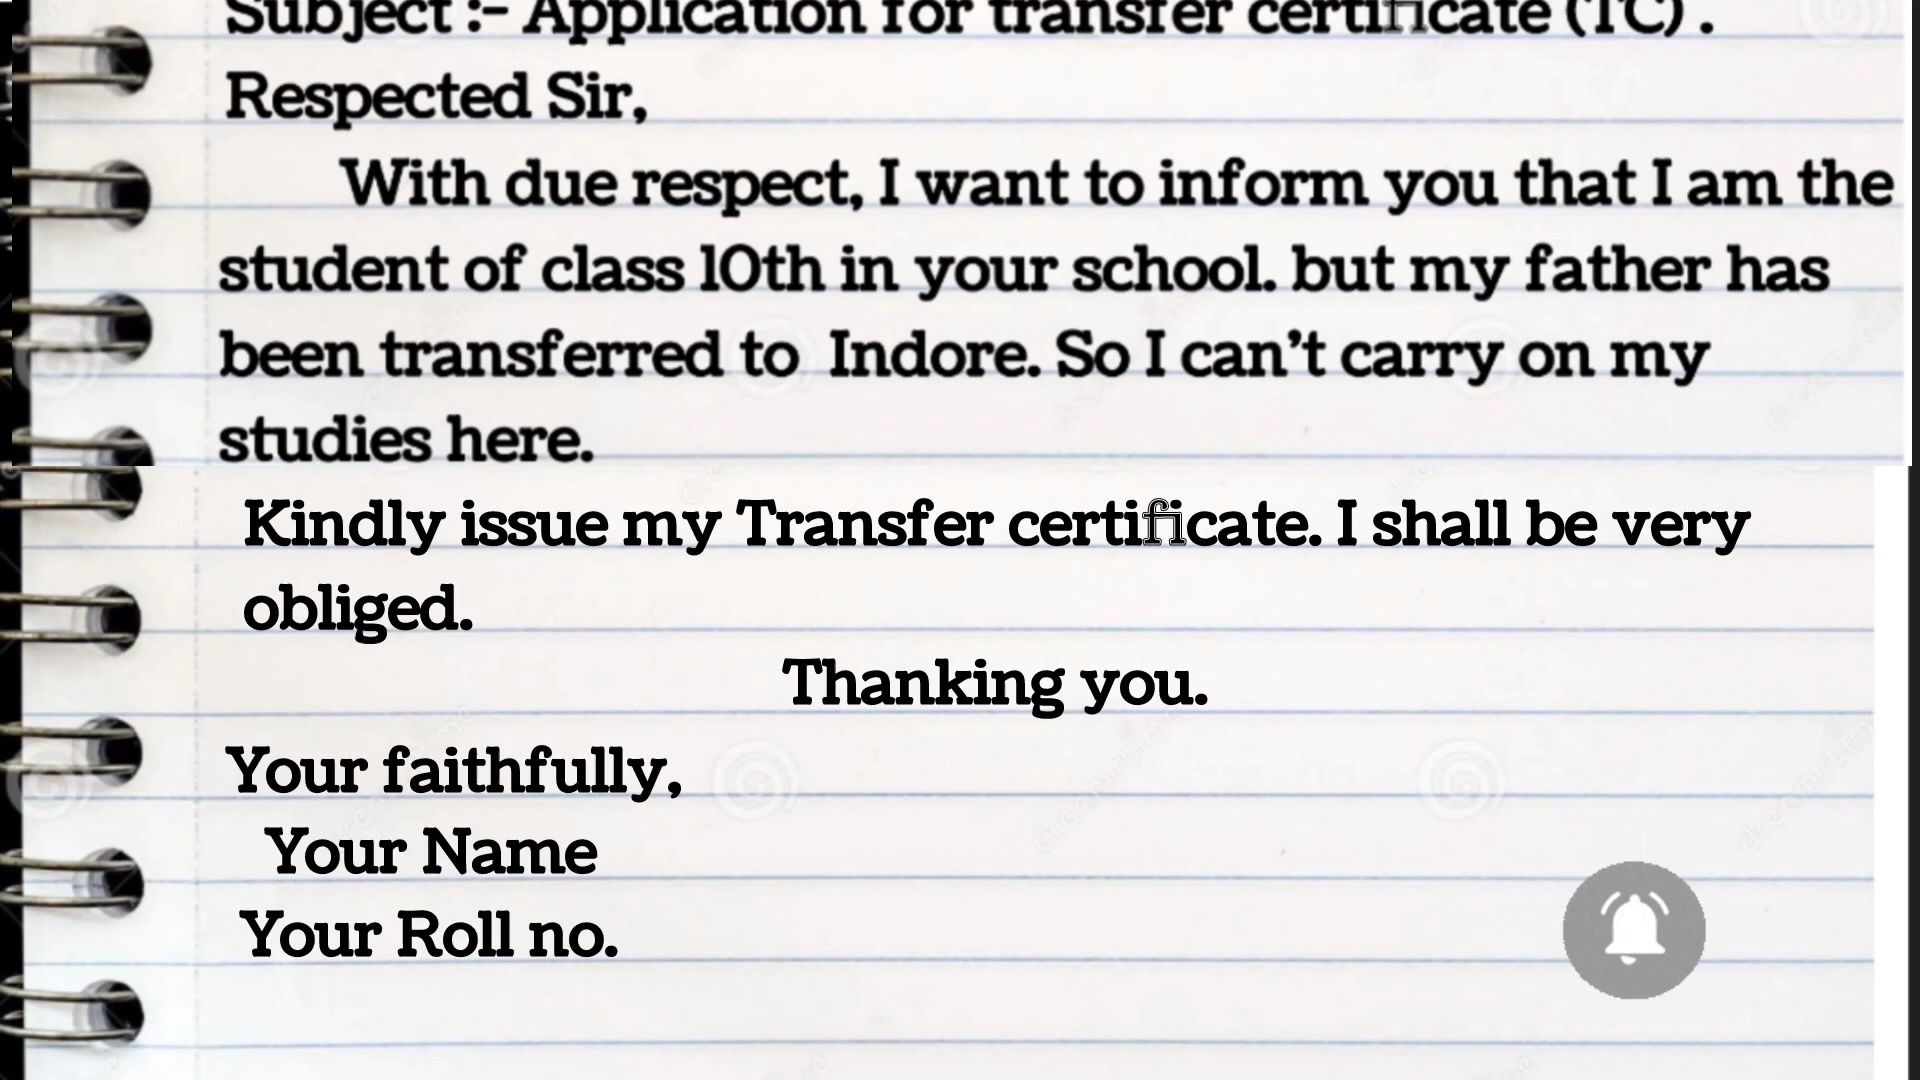 Subject :- Application for transfer certificate (TC) .
Respected Sir,
With due respect, I want to inform you that I am the
student of class 10th in your school. but my father has
been transferred to Indore. So I can't carry on my
studies here.
Kindly issue my Transfer certificate. I shall be very
obliged.
Thanking you.
Your faithfully,
Your Name
Your Roll no.